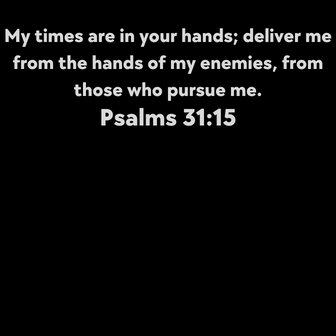 My times are in your hands; deliver me
from the hands of my enemies, from
those who pursue me.
Psalms 31:15